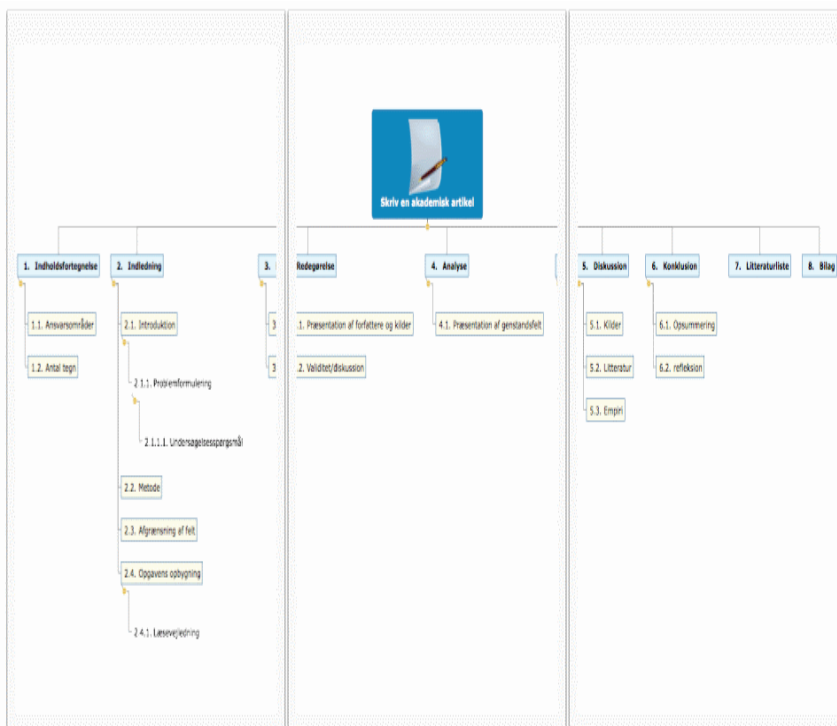 Skriv en akademisk artikel
1. Indholdsfortegnelse
1.1. Ansvarsområder
1.2. Antal tegn
2. Indledning
2.1. Introduktion
2 1.1. Problemformulering
2.1.1.1. Undersøgelsesspørgsmål
2.2. Metode
2.3. Afgrænsning af felt
2.4. Opgavens opbygning
2 4.1. Læsevejledning
3. Redegørelse
3.1. Præsentation af forfattere og kilder
3.2. Validitet/diskussion
4. Analyse
4.1. Præsentation af genstandsfelt
5. Diskussion
5.1. Kilder
5.2. Litteratur
5.3. Empiri
6. Konklusion
6.1. Opsummering
6.2. refleksion
7. Litteraturliste
8. Bilag